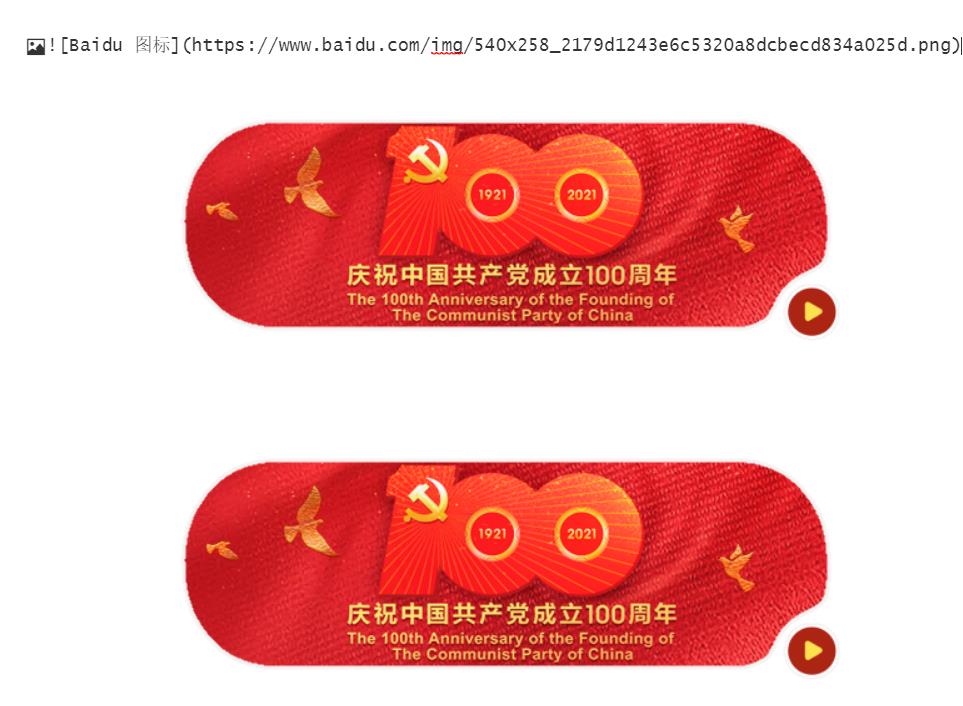 ![Baidu 图标](https://www.baidu.com/img/540x258_2179d1243e6c5320a8dcbecd834a025d.png)
100
1921
2021
庆祝中国共产党成立100周年
The 100th Anniversary of the Founding of
The Communist Party of China
100
1921
2021
庆祝中国共产党成立100周年
The 100th Anniversary of the Founding of
The Communist Party of China